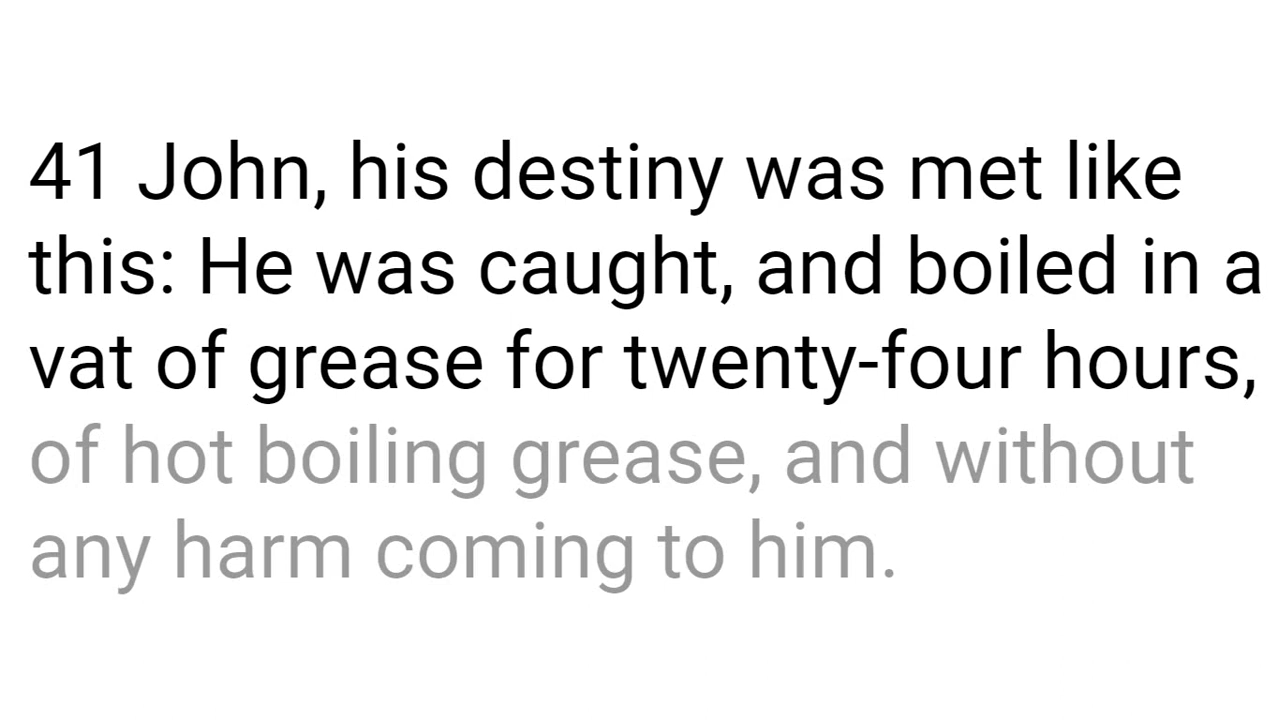 41 John, his destiny was met like
this: He was caught, and boiled in a
vat of grease for twenty-four hours,
of hot boiling grease, and without
any harm coming to him.